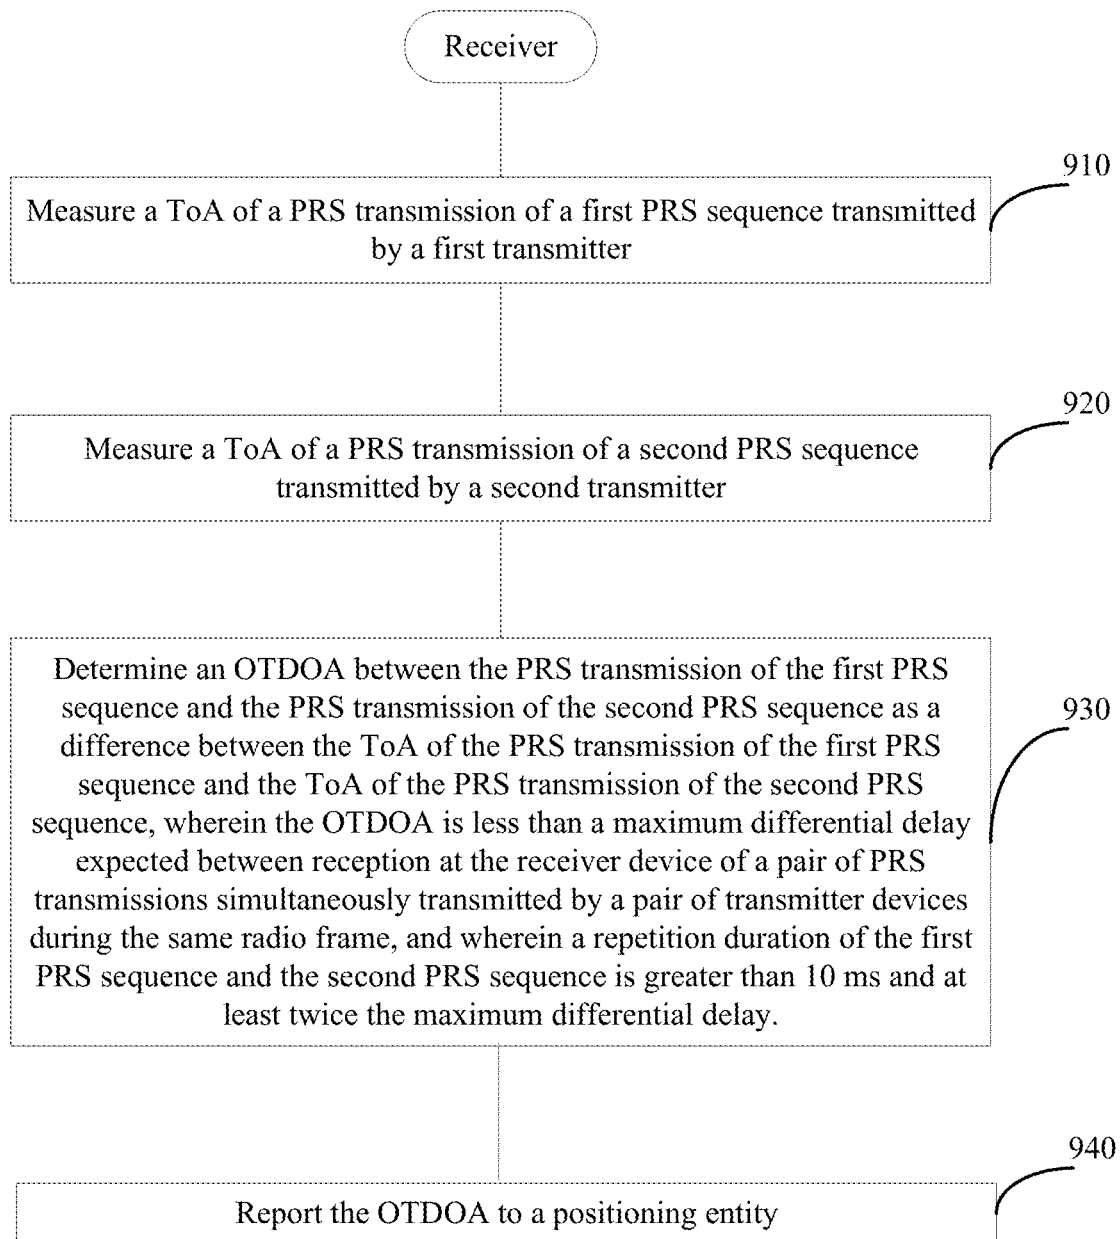 Receiver
910
Measure a ToA of a PRS transmission of a first PRS sequence transmitted
by a first transmitter
920
Measure a ToA of a PRS transmission of a second PRS sequence
transmitted by a second transmitter
Determine an OTDOA between the PRS transmission of the first PRS
sequence and the PRS transmission of the second PRS sequence as a
930
difference between the ToA of the PRS transmission of the first PRS
sequence and the ToA of the PRS transmission of the second PRS
sequence, wherein the OTDOA is less than a maximum differential delay
expected between reception at the receiver device of a pair of PRS
transmissions simultaneously transmitted by a pair of transmitter devices
during the same radio frame, and wherein a repetition duration of the first
PRS sequence and the second PRS sequence is greater than 10 ms and at
least twice the maximum differential delay.
940
Report the OTDOA to a positioning entity